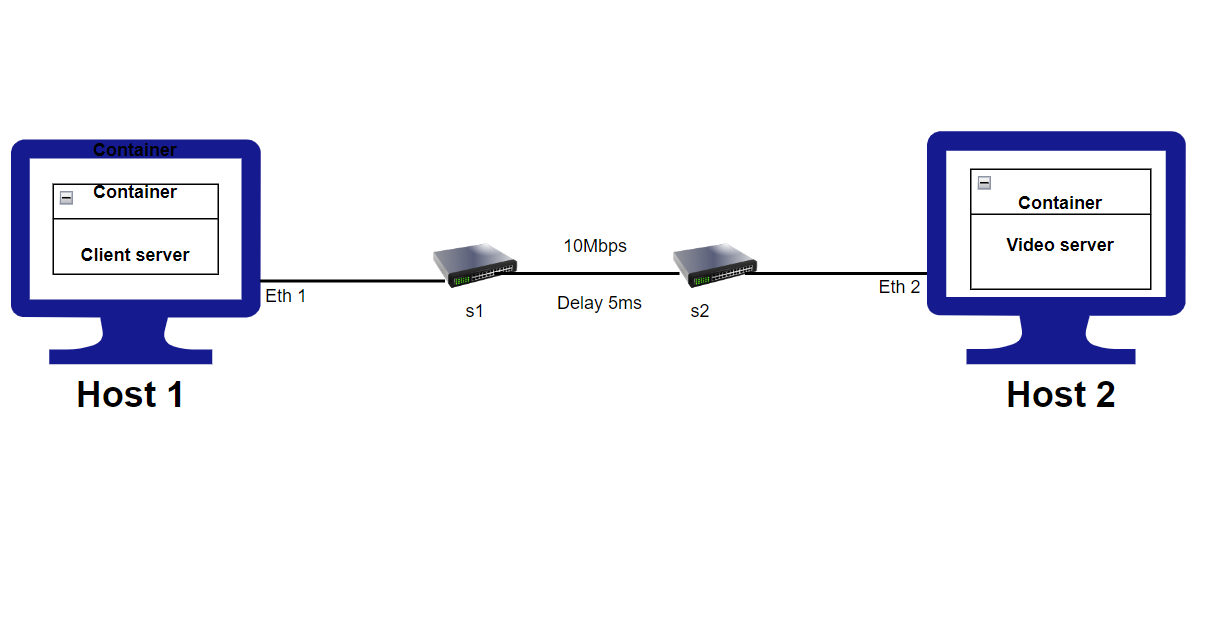 Container
Container
Client server
Eth 1
Host 1
s1
10Mbps
Delay 5ms
s2
Eth 2
Container
Video server
Host 2